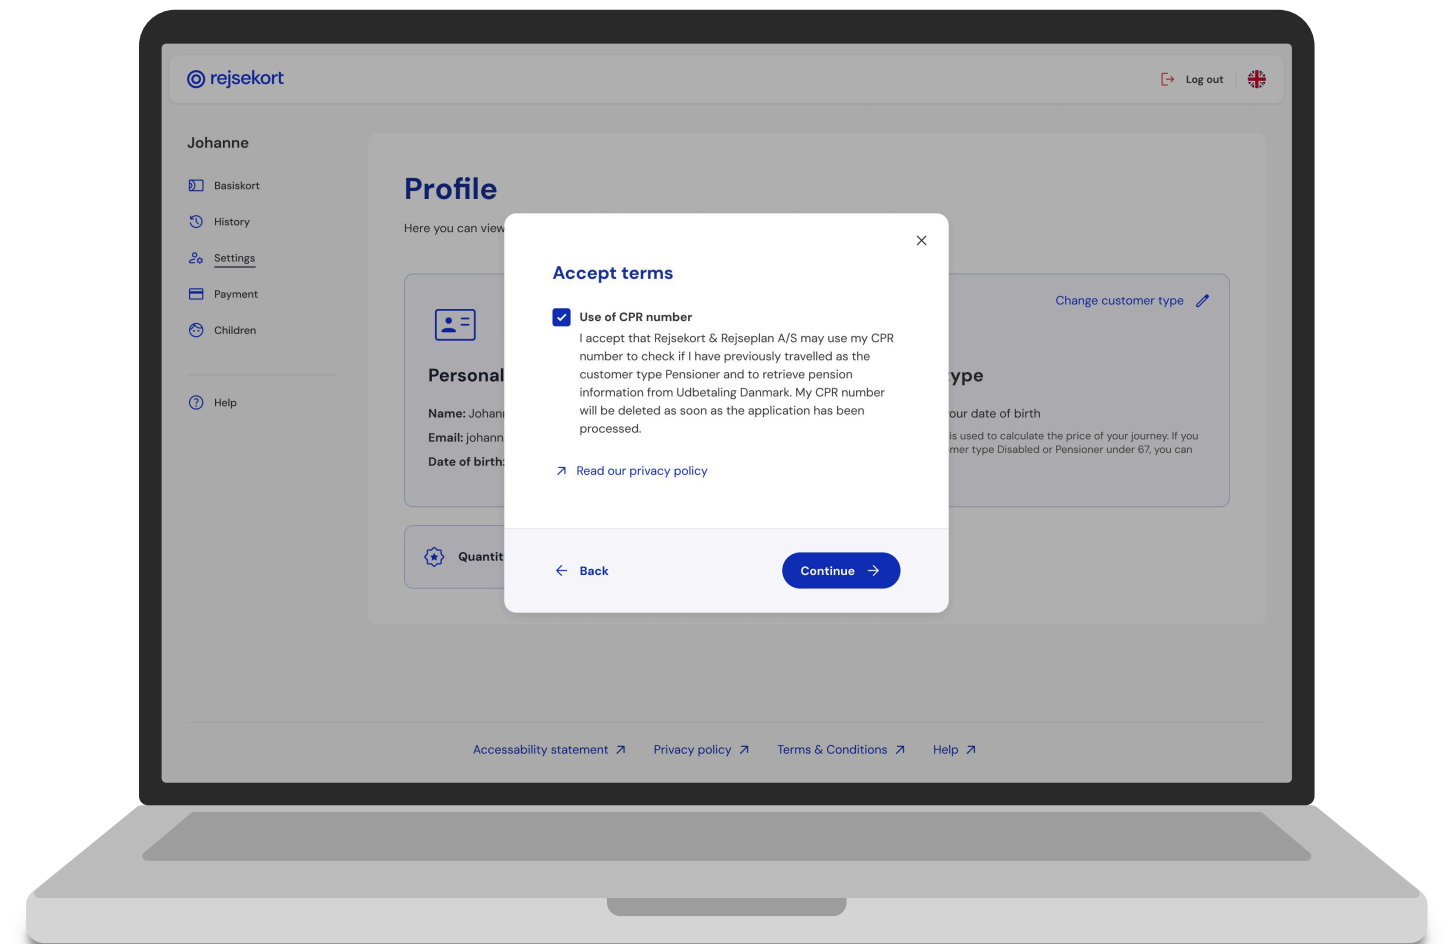 rejsekort
Log out
Johanne
Basiskort
History
Settings
Payment
Children
Help
Profile
Here you can view
Change customer type
Personal
Name: Johan
Email: johann
Date of birth:
ype
our date of birth
is used to calculate the price of your journey. If you
mer type Disabled or Pensioner under 67, you can
Quantit
Accept terms
Use of CPR number
I accept that Rejsekort & Rejseplan A/S may use my CPR
number to check if I have previously travelled as the
customer type Pensioner and to retrieve pension
information from Udbetaling Danmark. My CPR number
will be deleted as soon as the application has been
processed.
Read our privacy policy
Back
Continue
Accessability statement
Privacy policy
Terms & Conditions
Help